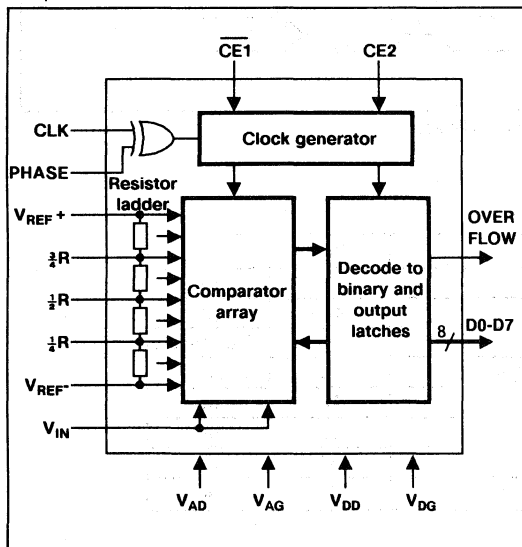 CE1 CE2
CLK
Clock generator
PHASE
Resistor
ladder
VREF +
OVER
FLOW
¾R
Decode to
binary and
output
latches
Comparator
array
½R
8 D0-D7
¼R
VREF-
VIN
VAD VAG VDD VDG